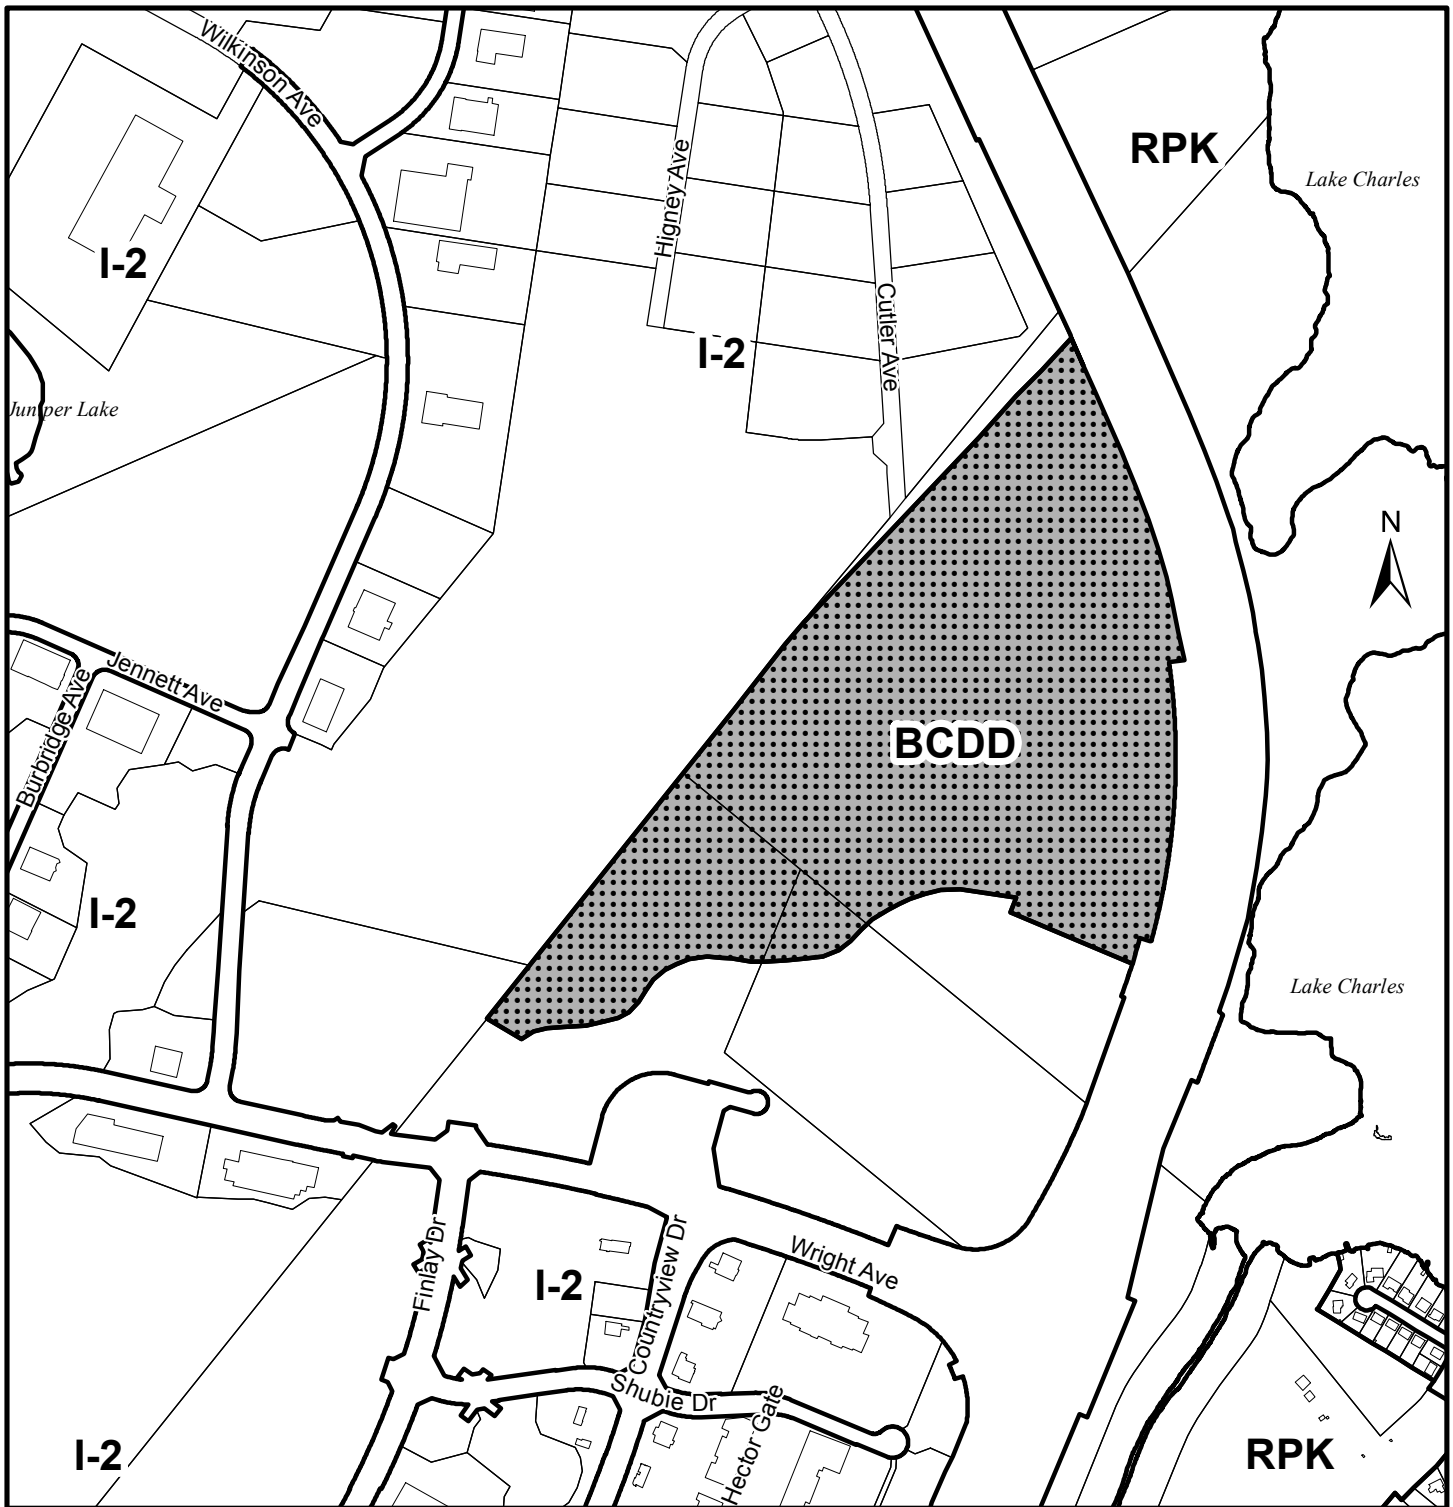 Wilkinson Ave
RPK
Lake Charles
Higney Ave
I-2
Cutler Ave
I-2
Juniper Lake
N
Jennett Ave
Burbridge Ave
BCDD
I-2
Lake Charles
Finlay Dr
Countryview Dr
Wright Ave
I-2
Shubie Dr
Hector Gate
I-2
RPK